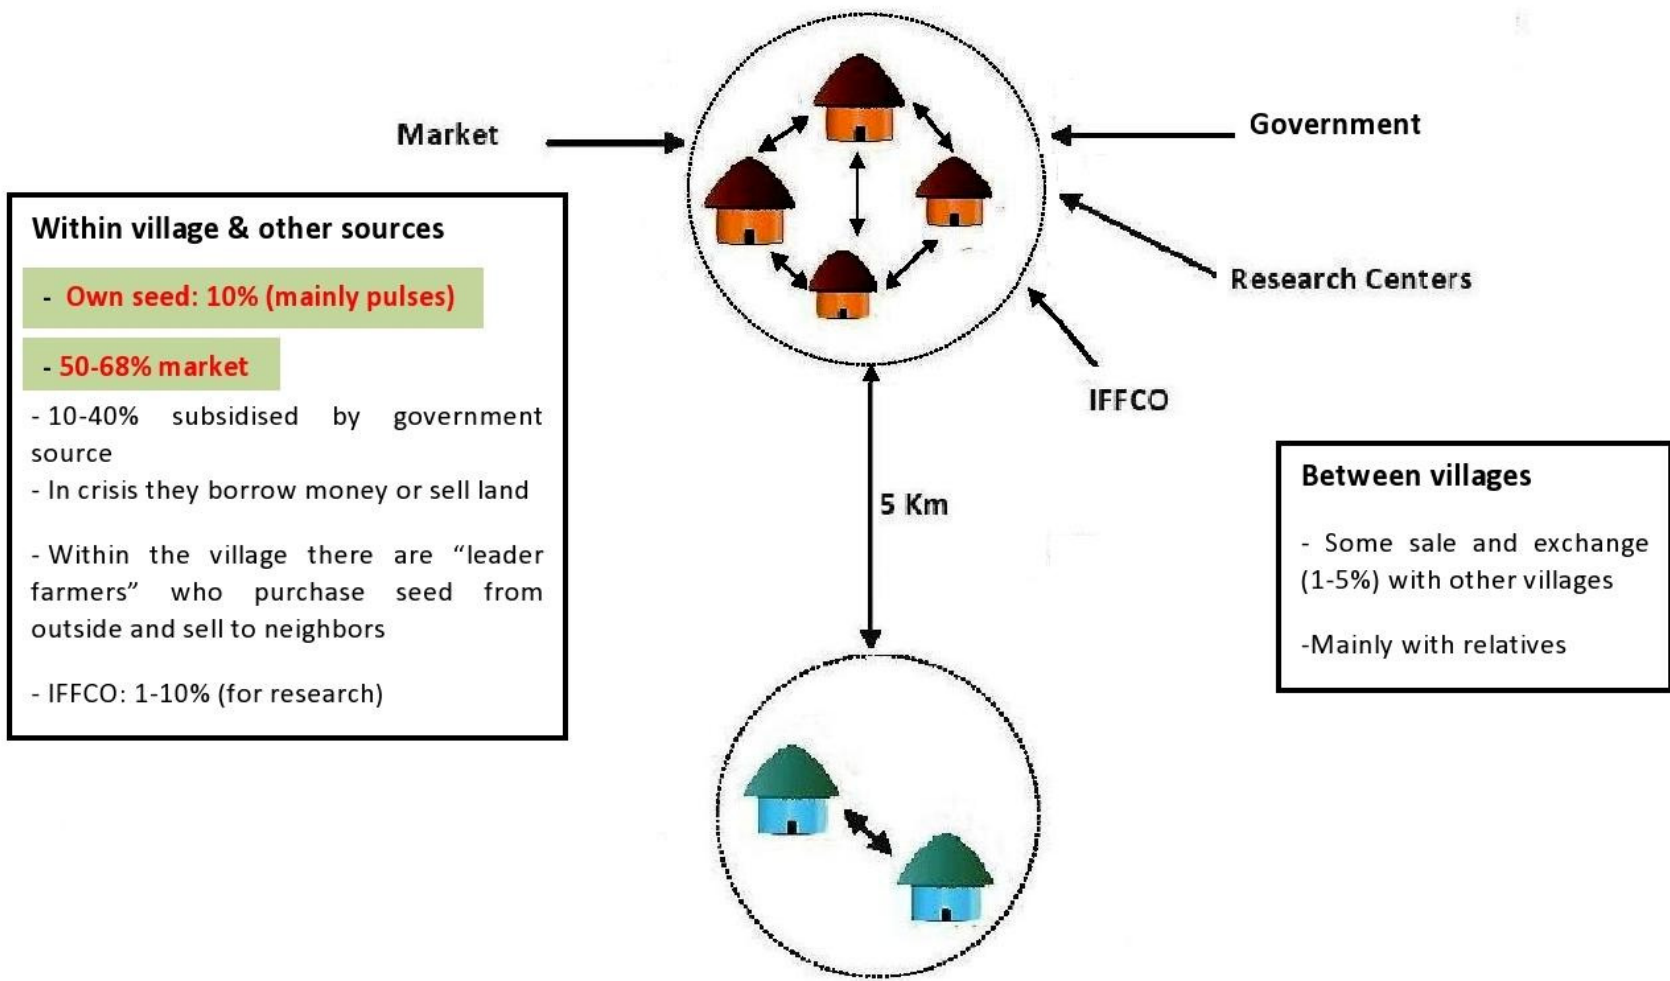 Market
Government
Research Centers
IFFCO
Within village & other sources
- Own seed: 10% (mainly pulses)
- 50-68% market
- 10-40% subsidised by government
source
- In crisis they borrow money or sell land
- Within the village there are “leader
farmers” who purchase seed from
outside and sell to neighbors
- IFFCO: 1-10% (for research)
5 Km
Between villages
- Some sale and exchange
(1-5%) with other villages
-Mainly with relatives